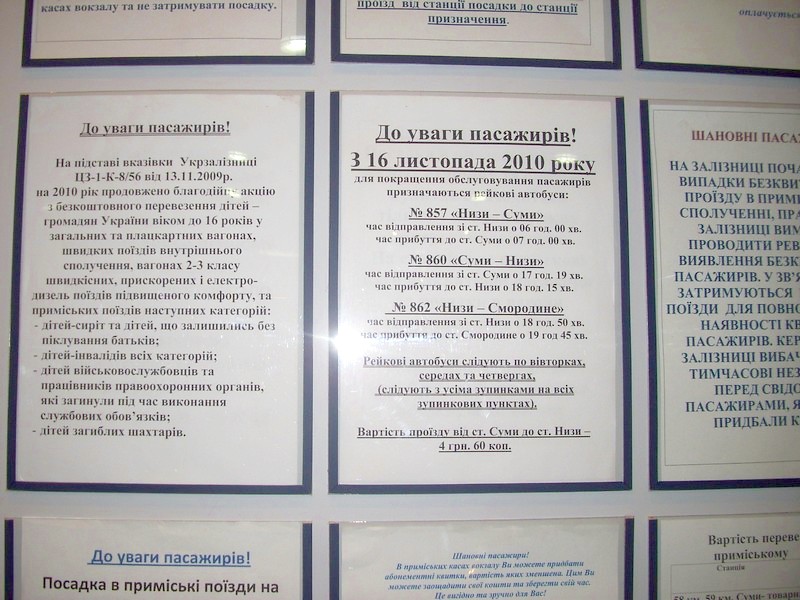 касах вокзалу та не затримувати посадку.
проїзд від станції посадки до станції
призначення.
оплачується
До уваги пасажирів!
На підставі вказівки Укрзалізниці
ЦЗ-1-К-8/56 від 13.11.2009р.
на 2010 рік продовжено благодійну акцію
з безкоштовного перевезення дітей –
громадян України віком до 16 років у
загальних та плацкартних вагонах,
швидких поїздів внутрішнього
сполучення, вагонах 2-3 класу
швидкісних, прискорених і електро-
дизель поїздів підвищеного комфорту, та
приміських поїздів наступних категорій:
- дітей-сиріт та дітей, що залишились без
піклування батьків;
- дітей-інвалідів всіх категорій;
- дітей військовослужбовців та
працівників правоохоронних органів,
які загинули під час виконання
службових обов'язків;
- дітей загиблих шахтарів.
До уваги пасажирів!
З 16 листопада 2010 року
для покращення обслуговування пасажирів
призначаються рейкові автобуси:
№ 857 «Низи – Суми»
час відправлення зі ст. Низи о 06 год. 00 хв.
час прибуття до ст. Суми о 07 год. 00 хв.
№ 860 «Суми – Низи»
час відправлення зі ст. Суми о 17 год. 19 хв.
час прибуття до ст. Низи о 18 год. 15 хв.
№ 862 «Низи – Смородине»
час відправлення зі ст. Низи о 18 год. 50 хв.
час прибуття до ст. Смородине о 19 год 45 хв.
Рейкові автобуси слідують по вівторках,
середах та четвергах,
(слідують з усіма зупинками на всіх
зупинкових пунктах).
Вартість проїзду від ст. Суми до ст. Низи –
4 грн. 60 коп.
ШАНОВНІ ПАСА
НА ЗАЛІЗНИЦІ ПОЧА
ВИПАДКИ БЕЗКВИ
ПРОЇЗДУ В ПРИМІ
СПОЛУЧЕННІ, ПРА
ЗАЛІЗНИЦІ ВИМ
ПРОВОДИТИ РЕВ
ВИЯВЛЕННЯ БЕЗК
ПАСАЖИРІВ. У ЗВ'Я
ЗАТРИМУЮТЬСЯ
ПОЇЗДИ ДЛЯ ПОВНО
НАЯВНОСТІ КВ
ПАСАЖИРІВ. КЕР
ЗАЛІЗНИЦІ ВИБАЧ
ТИМЧАСОВІ НЕЗ
ПЕРЕД СВІДО
ПАСАЖИРАМИ, Я
ПРИДБАЛИ К
До уваги пасажирів!
Посадка в приміські поїзди на
Шановні пасажири!
В приміських касах вокзалу Ви можете придбати
абонементні квитки, вартість яких зменшена. Цим Ви
можете заощадити свої кошти та зберегти свій час.
Це вигідно та зручно для Вас!
Вартість переве
приміському
Станція
58 км, 59 км, Суми- товарн